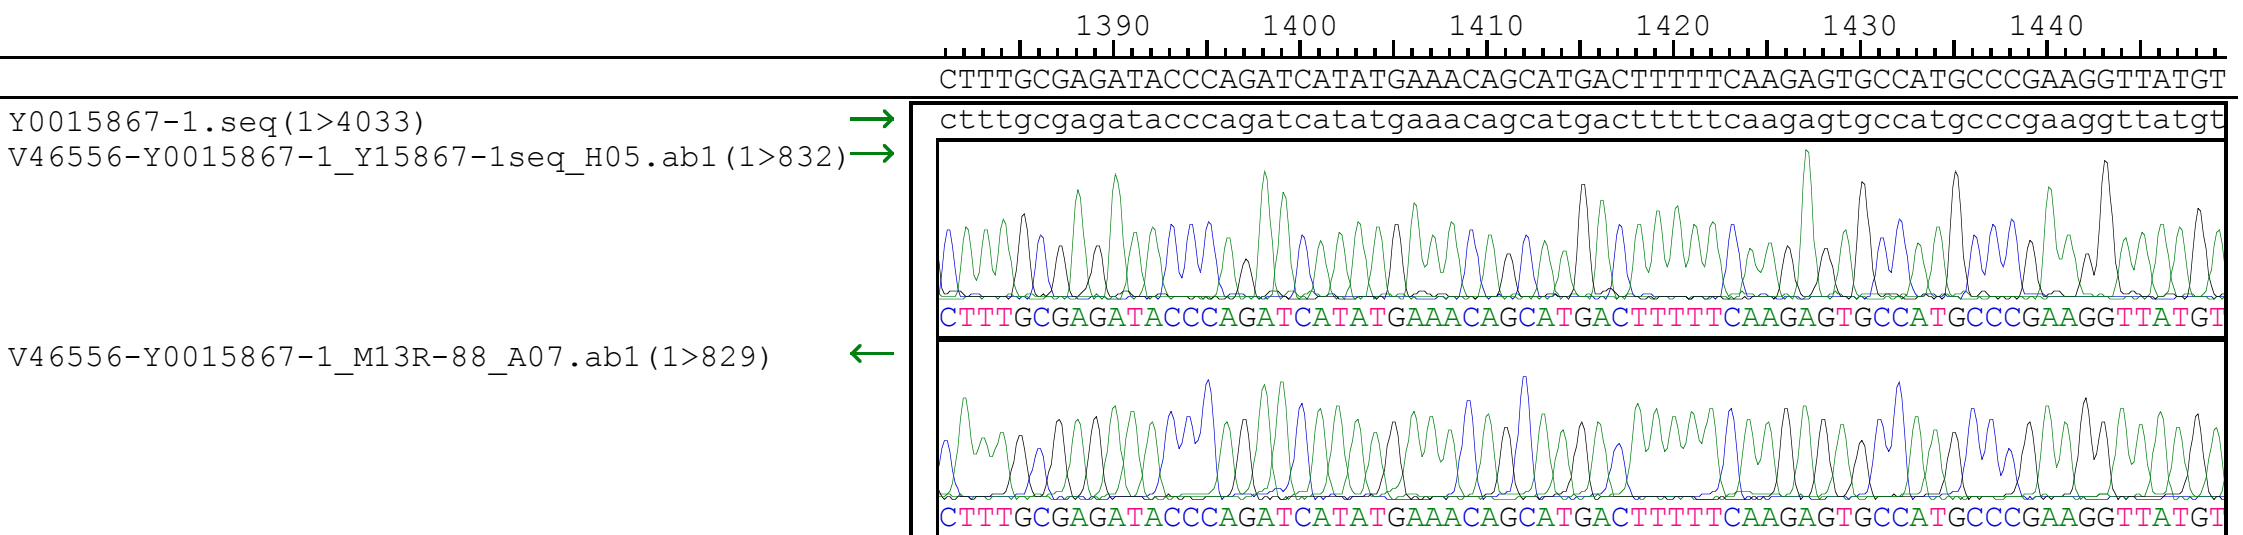 1390 1400 1410 1420 1430 1440
CTTTGCGAGATACCCAGATCATATGAAACAGCATGACTTTTTCAAGAGTGCCATGCCCGAAGGTTATGT
Y0015867-1.seq(1>4033) → ctttgcgagatacccagatcatatgaaacagcatgactttttcaagagtgccatgcccgaaggttatgt
V46556-Y0015867-1_Y15867-1seq_H05.ab1(1>832) →
CTTTGCGAGATACCCAGATCATATGAAACAGCATGACTTTTTCAAGAGTGCCATGCCCGAAGGTTATGT
V46556-Y0015867-1_M13R-88_A07.ab1(1>829) ←
CTTTGCGAGATACCCAGATCATATGAAACAGCATGACTTTTTCAAGAGTGCCATGCCCGAAGGTTATGT